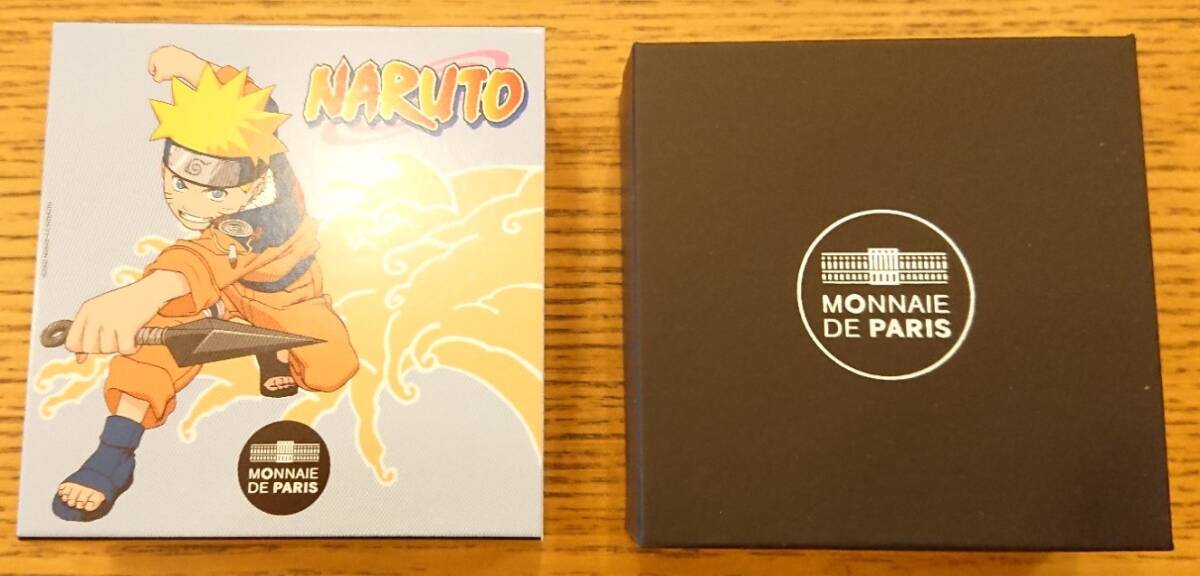 NARUTO
MONNAIE
DE PARIS
MONNAIE
DE PARIS